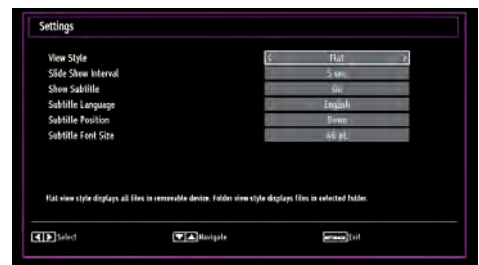 Settings
View Style < Flat >
Slide Show Interval 5 sec.
Show Subtitle On
Subtitle Language English
Subtitle Position Down
Subtitle Font Size 46 pt.
Flat view style displays all files in removable device. Folder view style displays files in selected folder.
Select Navigate Exit